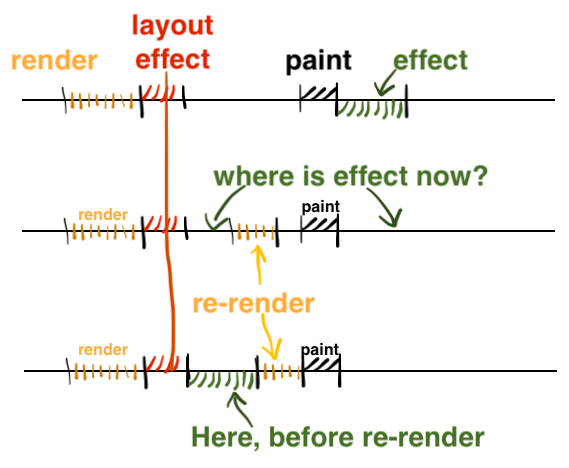 layout
render effect paint effect
where is effect now?
render paint
re-render
render paint
Here, before re-render